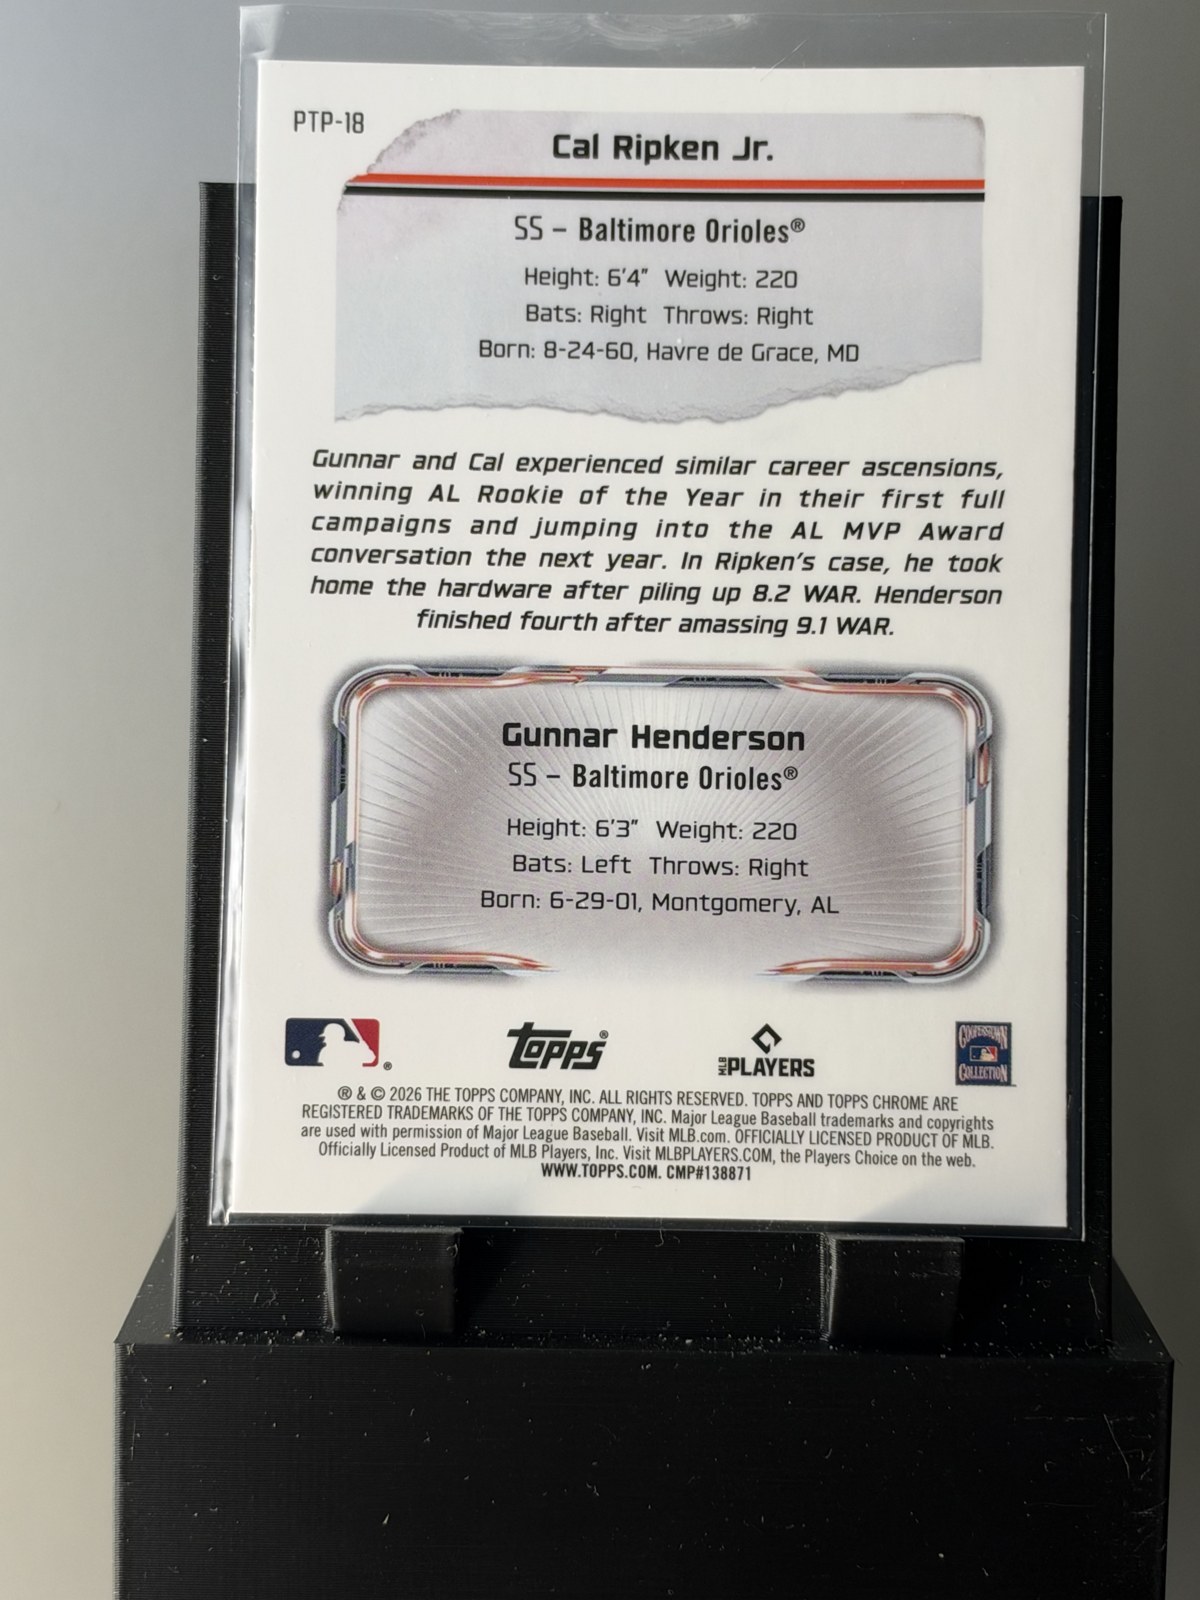 PTP-18
Cal Ripken Jr.
SS – Baltimore Orioles®
Height: 6'4" Weight: 220
Bats: Right Throws: Right
Born: 8-24-60, Havre de Grace, MD
Gunnar and Cal experienced similar career ascensions,
winning AL Rookie of the Year in their first full
campaigns and jumping into the AL MVP Award
conversation the next year. In Ripken's case, he took
home the hardware after piling up 8.2 WAR. Henderson
finished fourth after amassing 9.1 WAR.
Gunnar Henderson
SS – Baltimore Orioles®
Height: 6'3" Weight: 220
Bats: Left Throws: Right
Born: 6-29-01, Montgomery, AL
®
Topps®
MLB PLAYERS
COOPERSTOWN
COLLECTION
® & © 2026 THE TOPPS COMPANY, INC. ALL RIGHTS RESERVED. TOPPS AND TOPPS CHROME ARE
REGISTERED TRADEMARKS OF THE TOPPS COMPANY, INC. Major League Baseball trademarks and copyrights
are used with permission of Major League Baseball. Visit MLB.com. OFFICIALLY LICENSED PRODUCT OF MLB.
Officially Licensed Product of MLB Players, Inc. Visit MLBPLAYERS.COM, the Players Choice on the web.
WWW.TOPPS.COM. CMP#138871